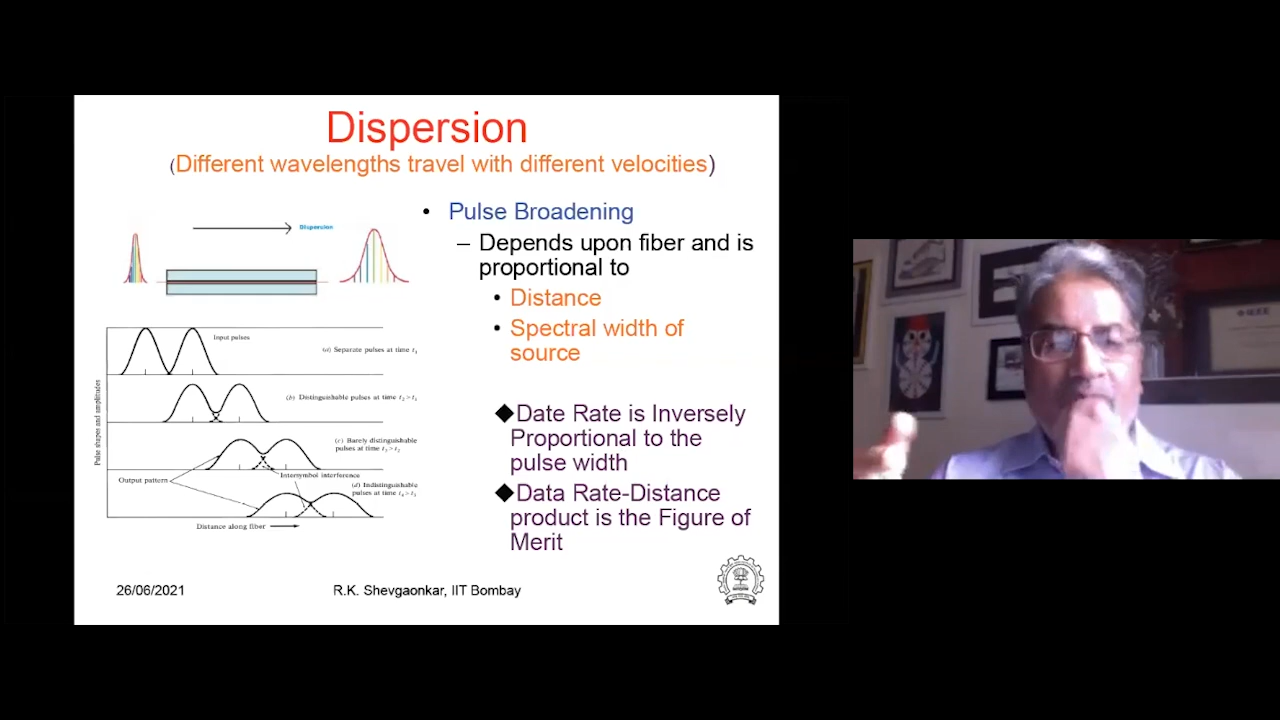 Dispersion
(Different wavelengths travel with different velocities)
Dispersion
Input pulses
(a) Separate pulses at time t1
(b) Distinguishable pulses at time t2 > t1
(c) Barely distinguishable
pulses at time t3 > t2
Intersymbol interference
(d) Indistinguishable
pulses at time t4 > t3
Output pattern
Pulse shapes and amplitudes
Distance along fiber
• Pulse Broadening
– Depends upon fiber and is
proportional to
• Distance
• Spectral width of
source
◆Date Rate is Inversely
Proportional to the
pulse width
◆Data Rate-Distance
product is the Figure of
Merit
26/06/2021
R.K. Shevgaonkar, IIT Bombay
IEEE